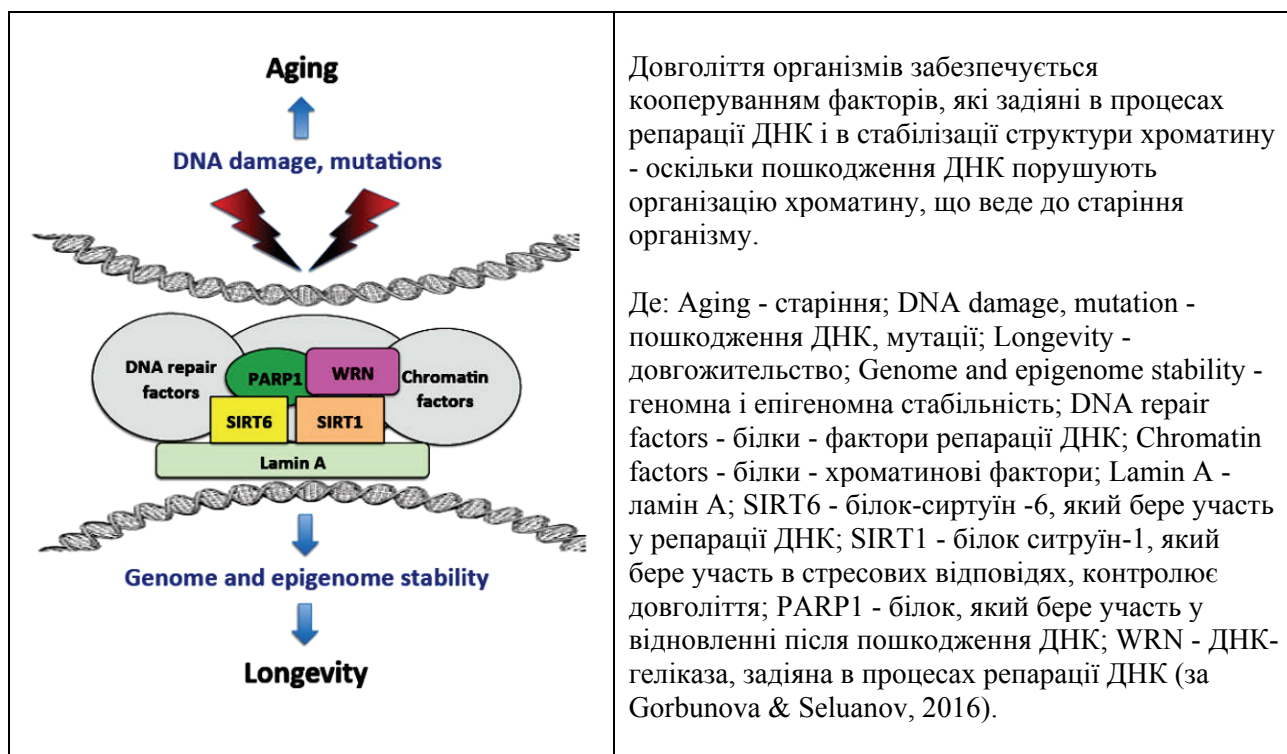 Aging
DNA damage, mutations
DNA repair
factors
PARP1
WRN
Chromatin
factors
SIRT6
SIRT1
Lamin A
Genome and epigenome stability
Longevity
Довголіття організмів забезпечується
кооперуванням факторів, які задіяні в процесах
репарації ДНК і в стабілізації структури хроматину
- оскільки пошкодження ДНК порушують
організацію хроматину, що веде до старіння
організму.
Де: Aging - старіння; DNA damage, mutation -
пошкодження ДНК, мутації; Longevity -
довгожительство; Genome and epigenome stability -
геномна і епігеномна стабільність; DNA repair
factors - білки - фактори репарації ДНК; Chromatin
factors - білки - хроматинові фактори; Lamin A -
ламін А; SIRT6 - білок-сиртуїн -6, який бере участь
у репарації ДНК; SIRT1 - білок ситруїн-1, який
бере участь в стресових відповідях, контролює
довголіття; PARP1 - білок, який бере участь у
відновленні після пошкодження ДНК; WRN - ДНК-
геліказа, задіяна в процесах репарації ДНК (за
Gorbunova & Seluanov, 2016).